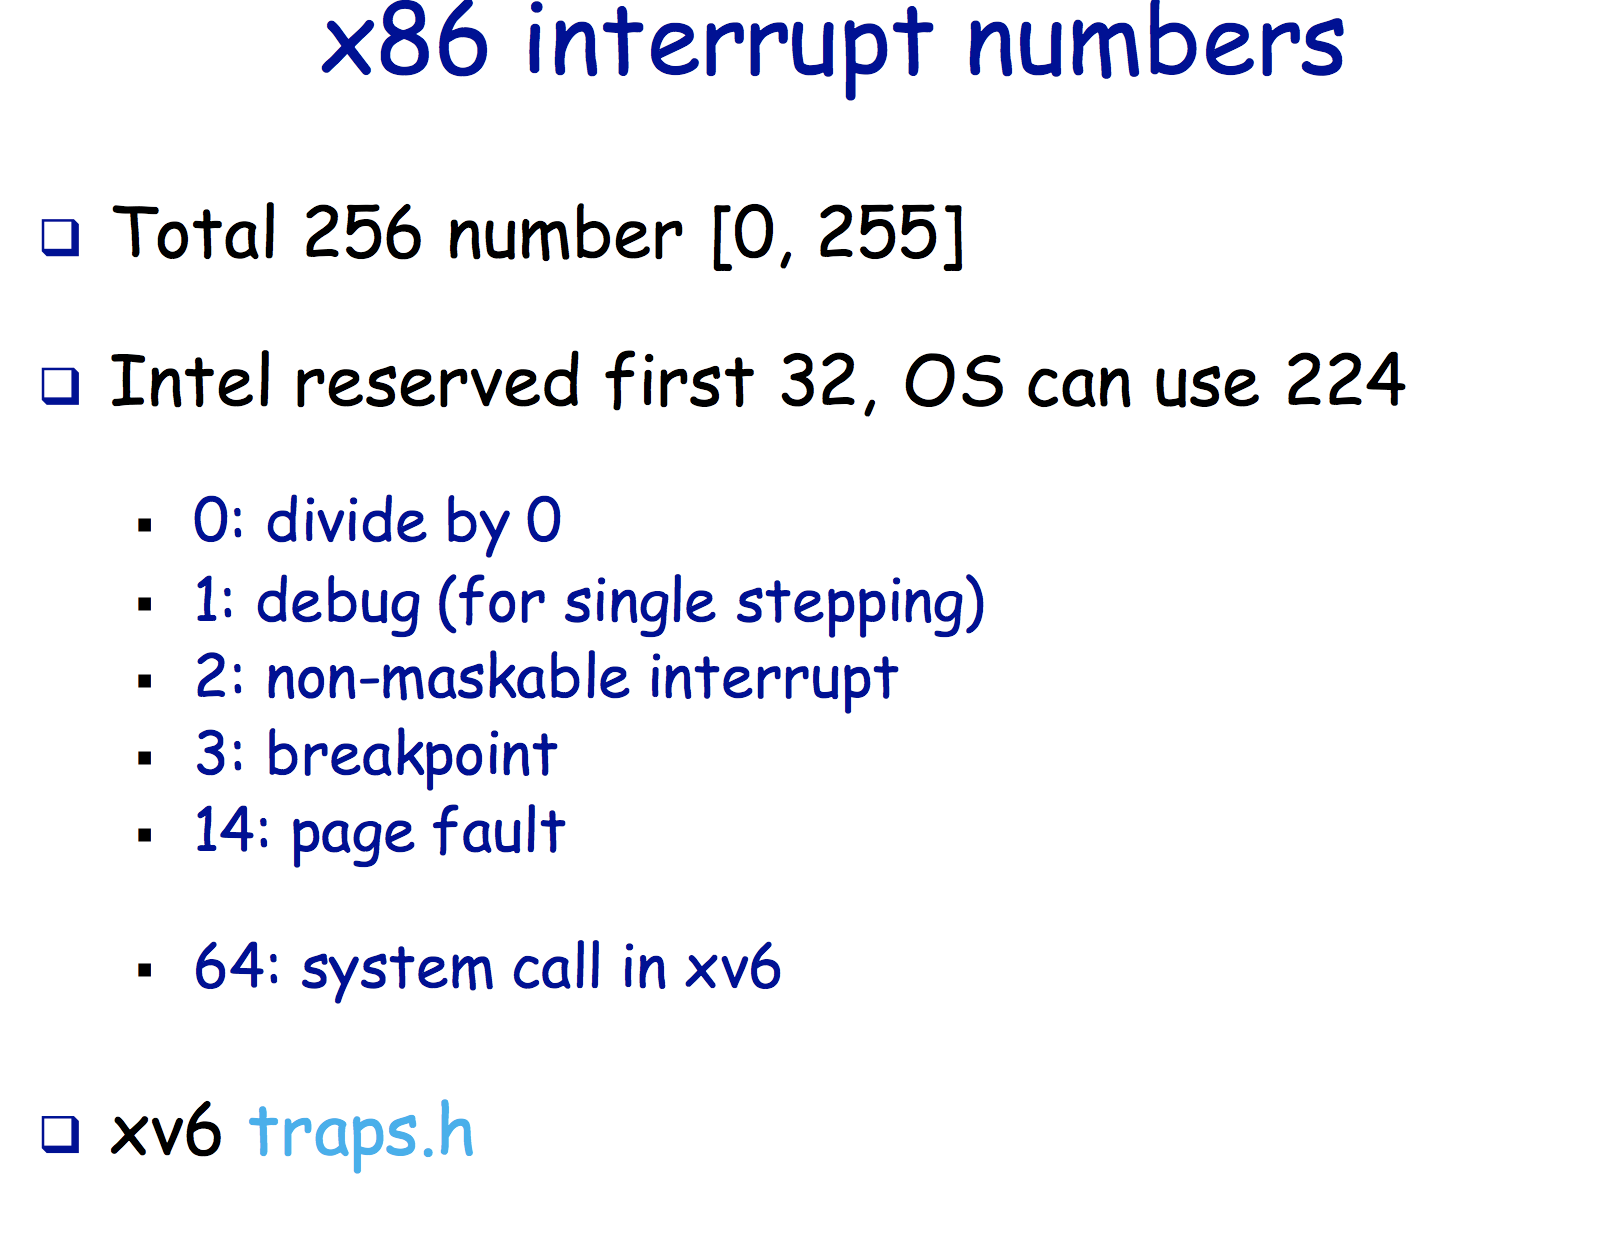 x86 interrupt numbers
Total 256 number [0, 255]
Intel reserved first 32, OS can use 224
0: divide by 0
1: debug (for single stepping)
2: non-maskable interrupt
3: breakpoint
14: page fault
64: system call in xv6
xv6 traps.h